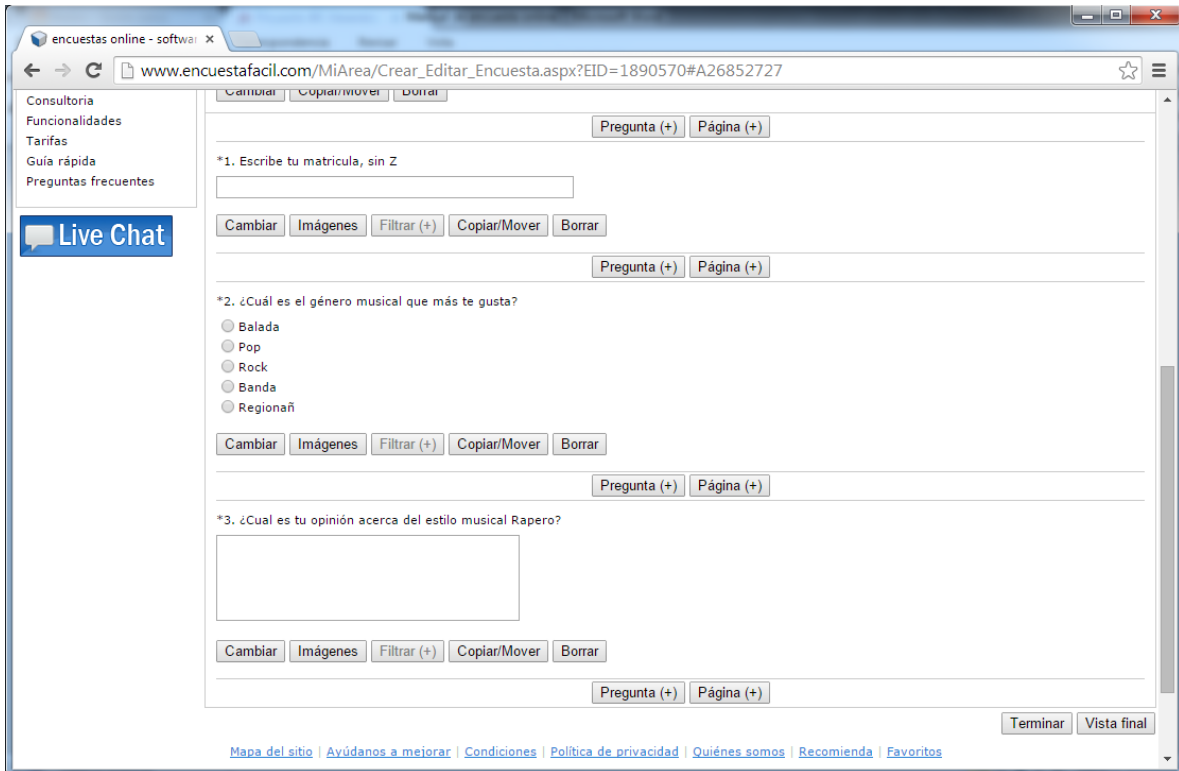 encuestas online - softwa
www.encuestafacil.com/MiArea/Crear_Editar_Encuesta.aspx?EID=1890570#A26852727
Consultoria
Funcionalidades
Tarifas
Guía rápida
Preguntas frecuentes
Live Chat
Cambiar Copiar/Mover Borrar
Pregunta (+) Página (+)
*1. Escribe tu matricula, sin Z
Cambiar Imágenes Filtrar (+) Copiar/Mover Borrar
Pregunta (+) Página (+)
*2. ¿Cuál es el género musical que más te gusta?
Balada
Pop
Rock
Banda
Regionañ
Cambiar Imágenes Filtrar (+) Copiar/Mover Borrar
Pregunta (+) Página (+)
*3. ¿Cual es tu opinión acerca del estilo musical Rapero?
Cambiar Imágenes Filtrar (+) Copiar/Mover Borrar
Pregunta (+) Página (+)
Terminar Vista final
Mapa del sitio | Ayúdanos a mejorar | Condiciones | Política de privacidad | Quiénes somos | Recomienda | Favoritos